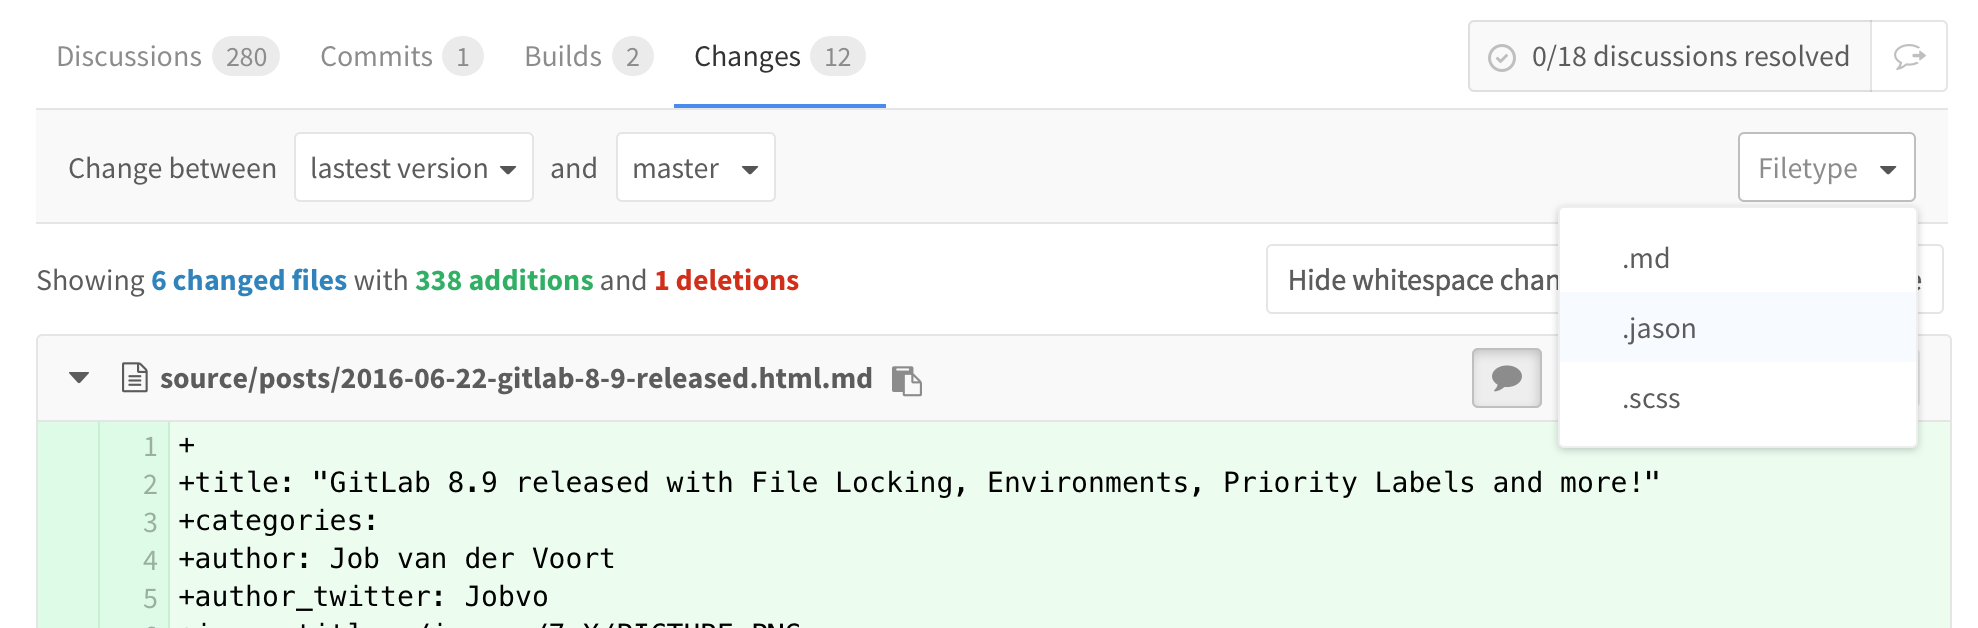 Discussions 280 Commits 1 Builds 2 Changes 12 0/18 discussions resolved
Change between lastest version and master Filetype
.md
.jason
.scss
Showing 6 changed files with 338 additions and 1 deletions Hide whitespace chan
source/posts/2016-06-22-gitlab-8-9-released.html.md
1 +
2 +title: "GitLab 8.9 released with File Locking, Environments, Priority Labels and more!"
3 +categories:
4 +author: Job van der Voort
5 +author_twitter: Jobvo